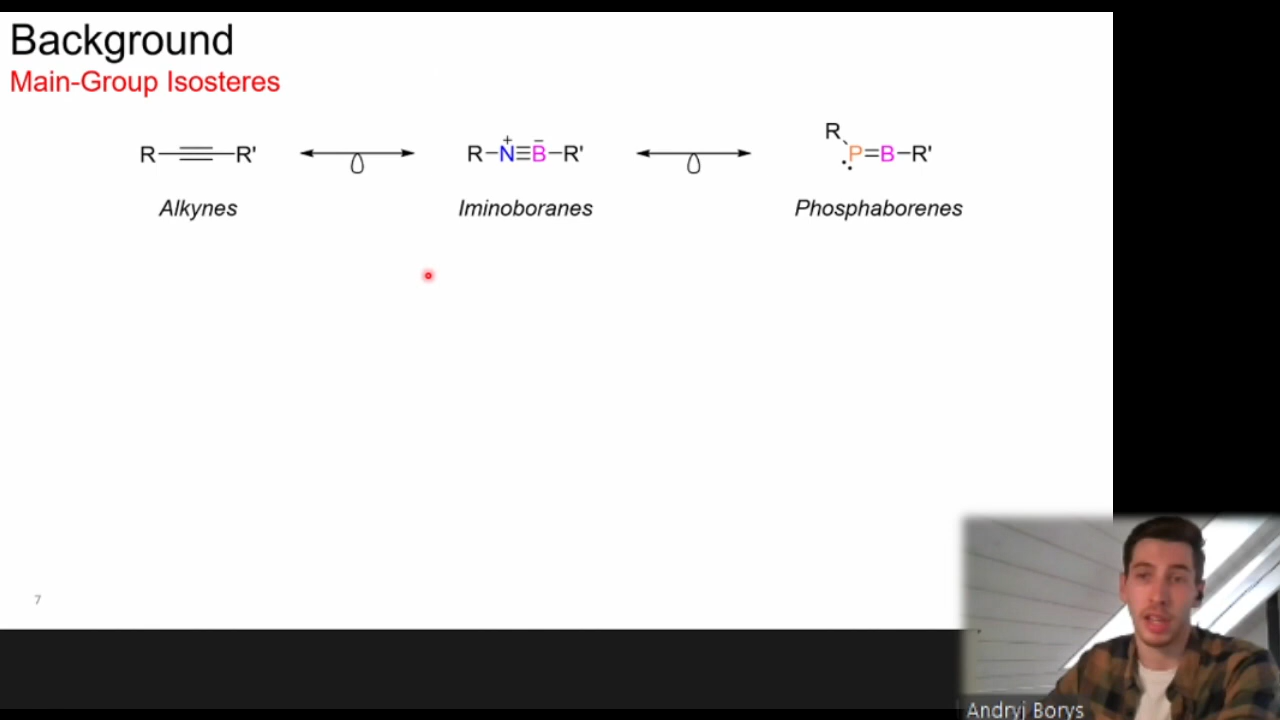 Background
Main-Group Isosteres
R R'
R-N≡B-R'
+ −
R
P=B-R'
Alkynes
Iminoboranes
Phosphaborenes
7
Andryj Borys